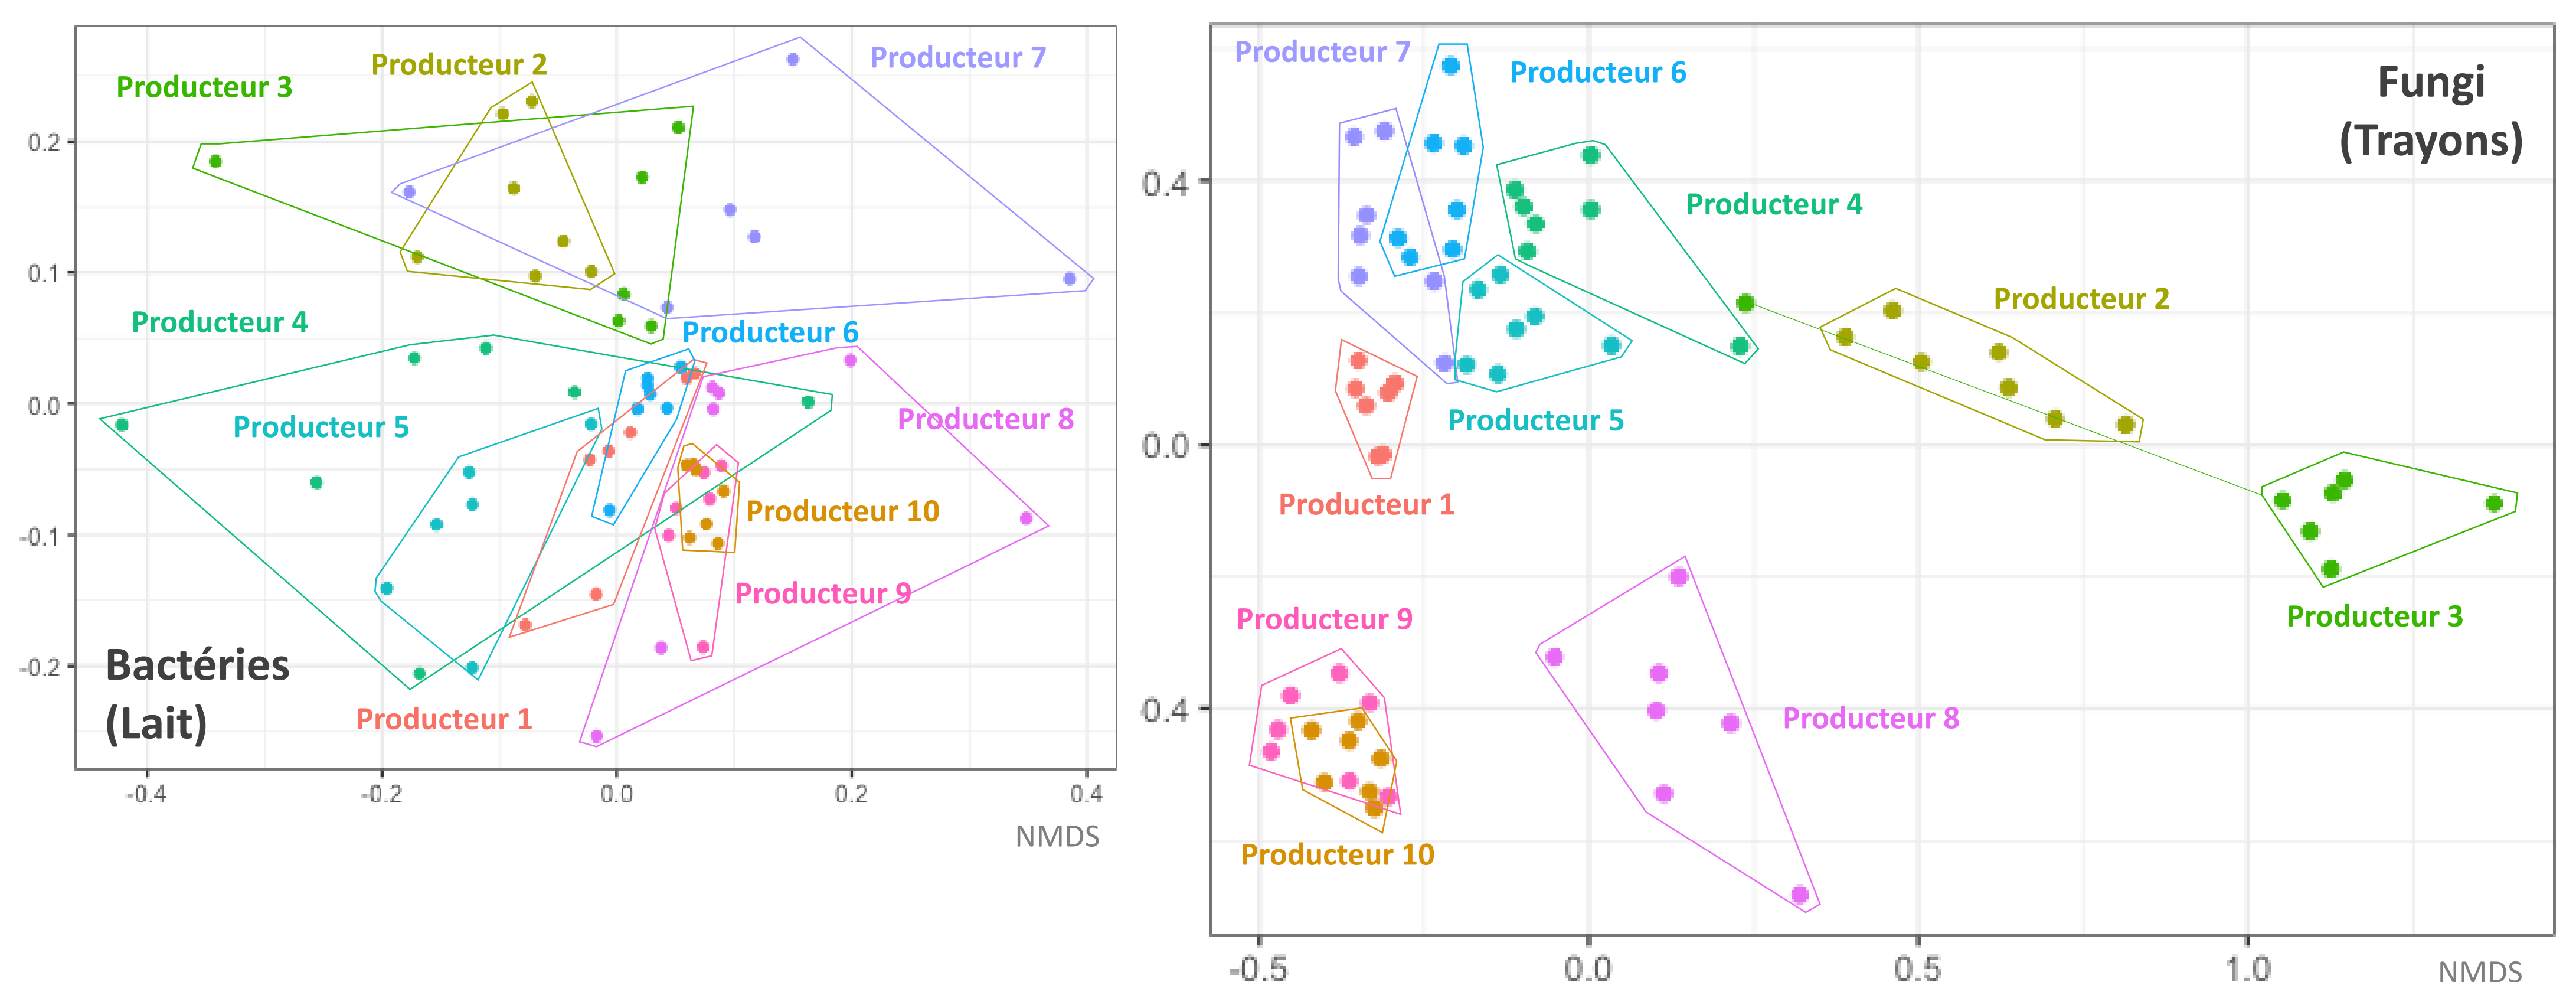 Producteur 7
Producteur 2
Producteur 3
0.2
0.1
Producteur 4
Producteur 6
0.0
Producteur 5
Producteur 8
-0.1
Producteur 10
Producteur 9
-0.2
Bactéries
(Lait)
Producteur 1
-0.4
-0.2
0.0
0.2
0.4
NMDS
Producteur 7
Producteur 6
Fungi
(Trayons)
0.4
Producteur 4
Producteur 2
Producteur 5
0.0
Producteur 1
Producteur 3
Producteur 9
0.4
Producteur 8
Producteur 10
-0.5
0.0
0.5
1.0
NMDS